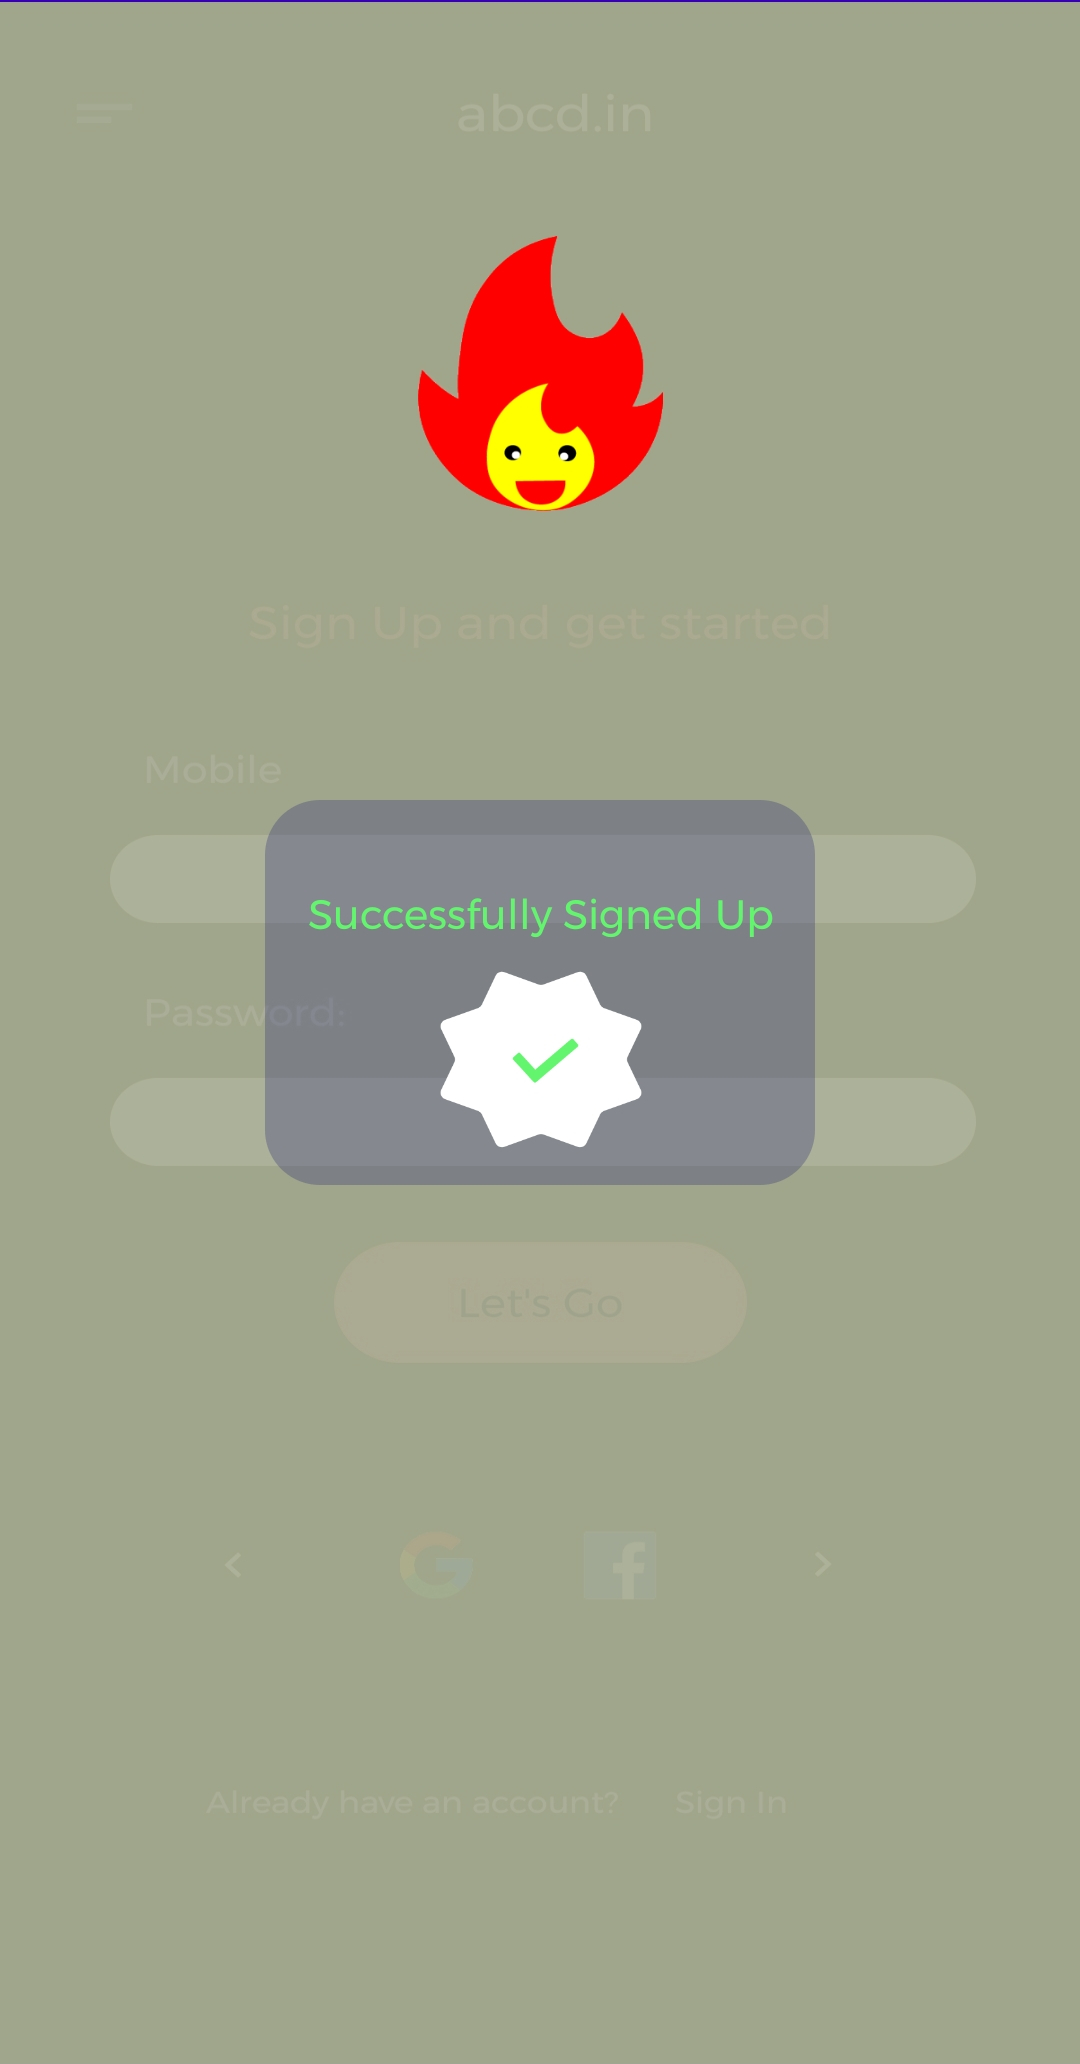 abcd.in
Sign Up and get started
Mobile
Successfully Signed Up
Password:
Let's Go
Already have an account? Sign In